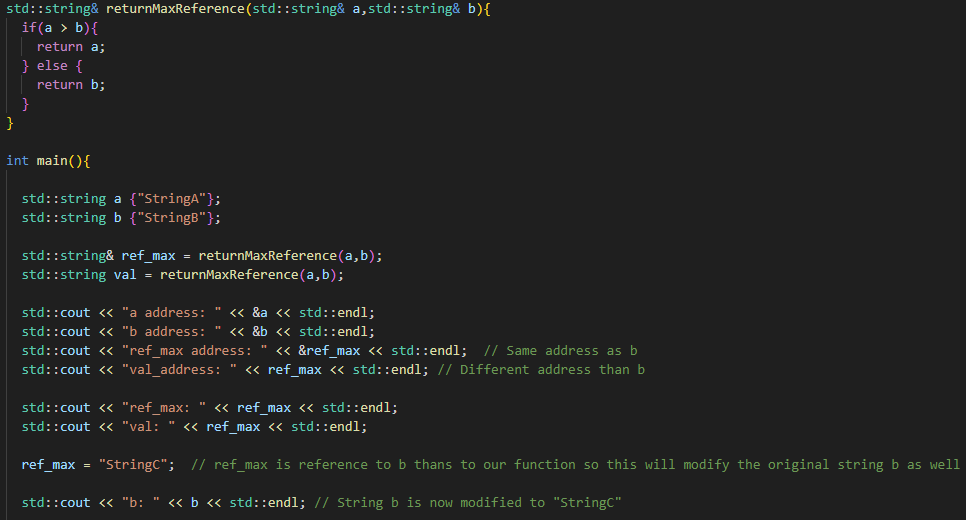 std::string& returnMaxReference(std::string& a,std::string& b){
if(a > b){
return a;
} else {
return b;
}
}
int main(){
std::string a {"StringA"};
std::string b {"StringB"};
std::string& ref_max = returnMaxReference(a,b);
std::string val = returnMaxReference(a,b);
std::cout << "a address: " << &a << std::endl;
std::cout << "b address: " << &b << std::endl;
std::cout << "ref_max address: " << &ref_max << std::endl;  // Same address as b
std::cout << "val_address: " << ref_max << std::endl; // Different address than b
std::cout << "ref_max: " << ref_max << std::endl;
std::cout << "val: " << ref_max << std::endl;
ref_max = "StringC";  // ref_max is reference to b thans to our function so this will modify the original string b as well
std::cout << "b: " << b << std::endl; // String b is now modified to "StringC"